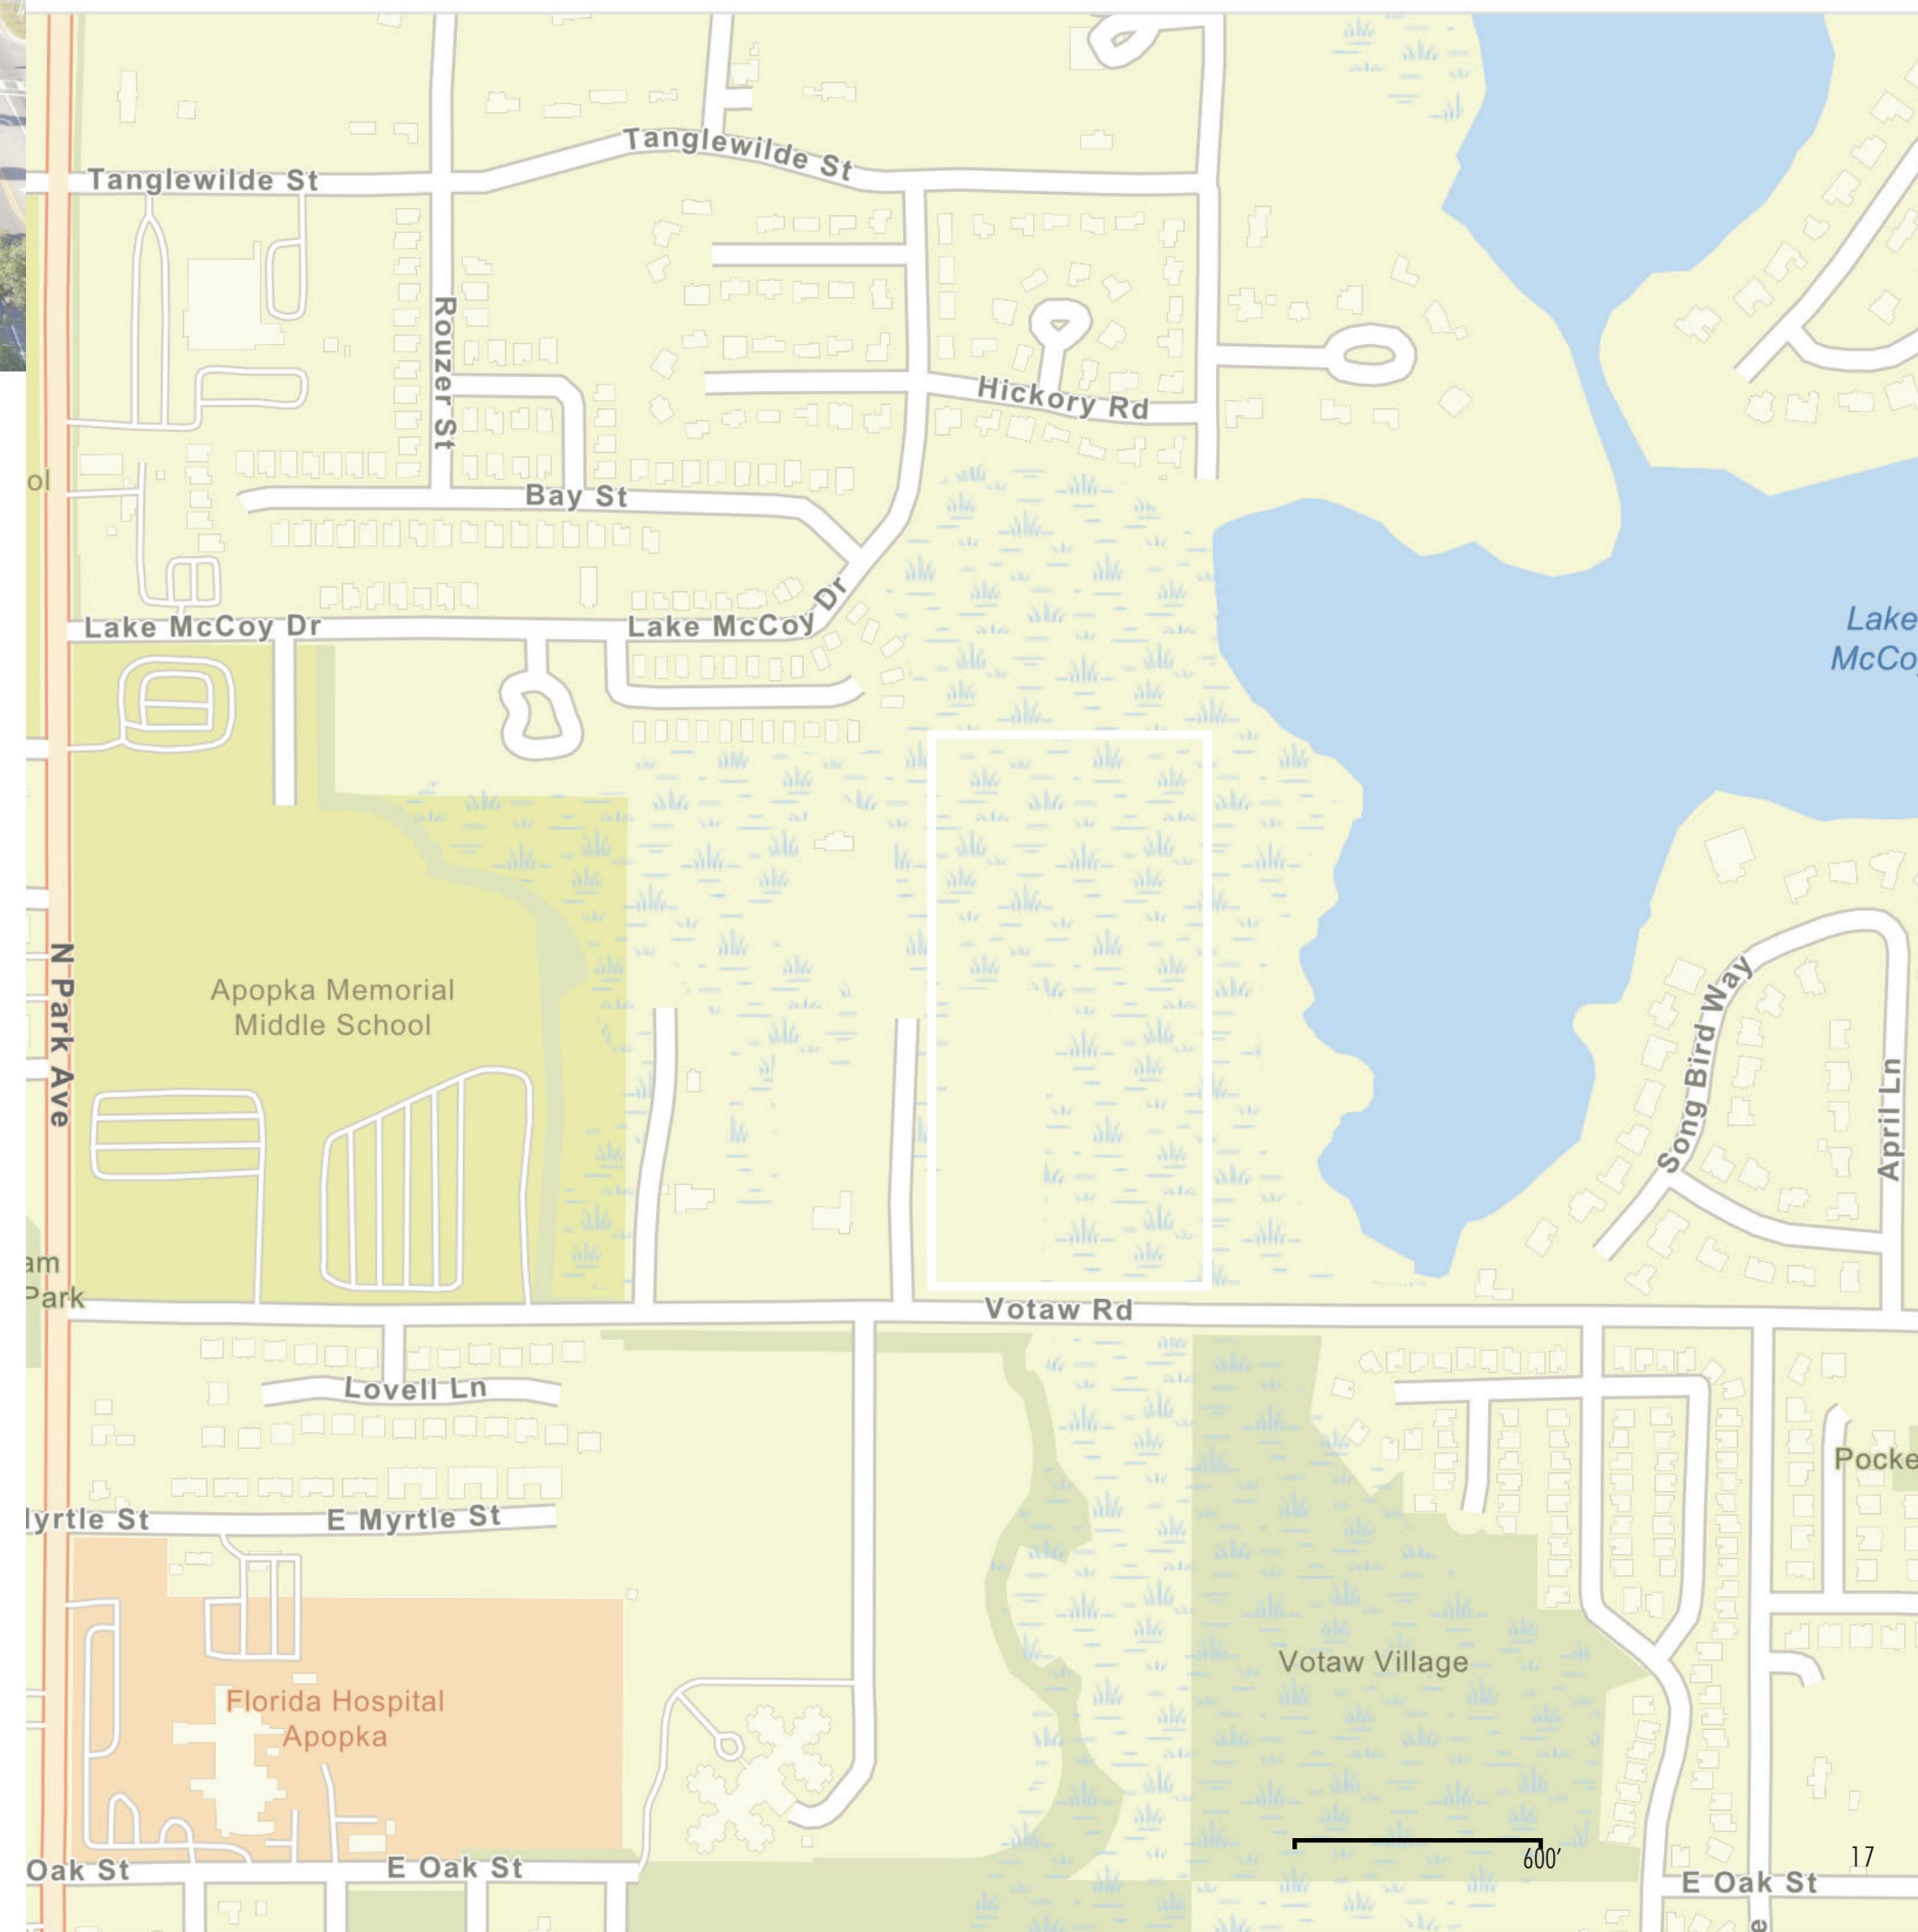 Tanglewilde St
Tanglewilde St
Rouzer St
Hickory Rd
ol
Bay St
Lake McCoy Dr
Lake McCoy Dr
Lake
McCo
N Park Ave
Apopka Memorial
Middle School
Song Bird Way
April Ln
am
Park
Votaw Rd
Lovell Ln
Pocke
yrtle St
E Myrtle St
Votaw Village
Florida Hospital
Apopka
600'
17
Oak St
E Oak St
E Oak St
e